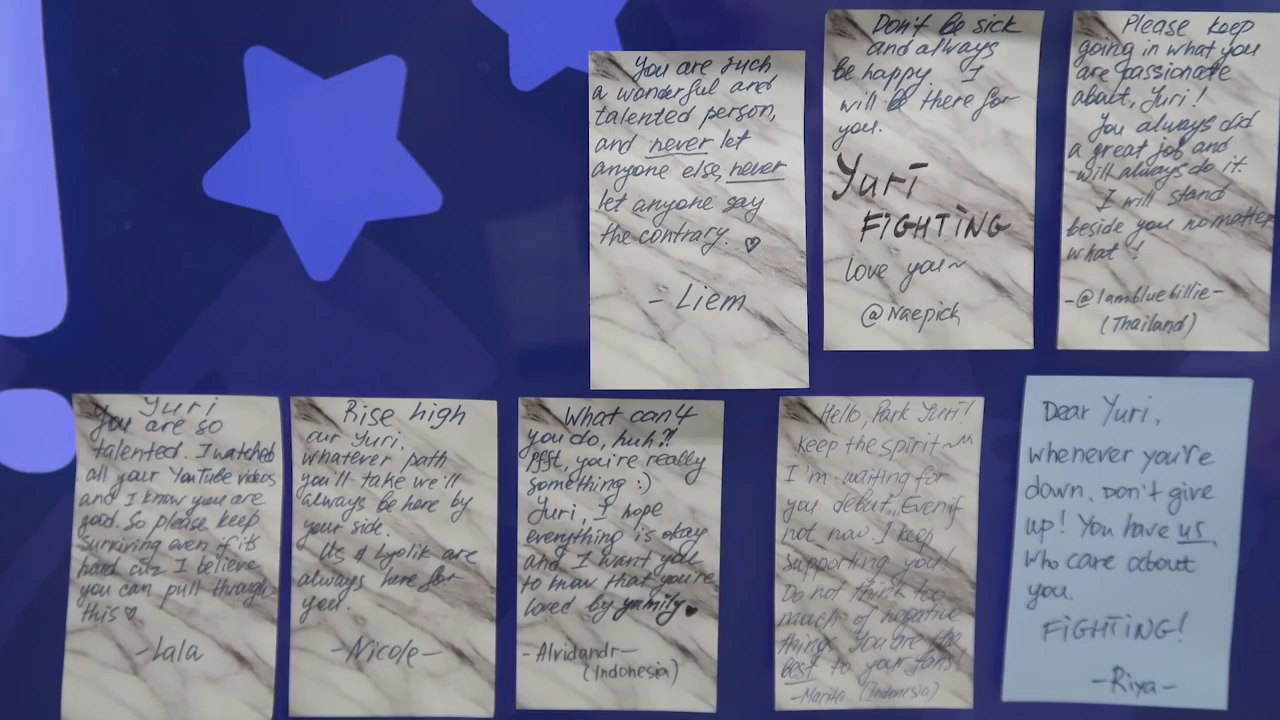 You are such
a wonderful and
talented person,
and never let
anyone else, never
let anyone say
the contrary. ♡
- Liem
Don't be sick
and always
be happy. I
will be there for
you.
Yuri
FIGHTING
love you~
@Naepick
Please keep
going in what you
are passionate
about, Yuri!
You always did
a great job and
will always do it.
I will stand
beside you no matter
what!
-@Iambluebillie-
(Thailand)
Yuri
You are so
talented. I watched
all your YouTube videos
and I know you are
good. So please keep
surviving even if its
hard cuz I believe
you can pull through
this ♡.
-Lala
Rise high
our Yuri,
whatever path
you'll take we'll
always be here by
your side.
Us & Lyolik are
always here for
you!
-Nicole-
What can't
you do, huh?!
Pfft, you're really
something :)
Yuri, I hope
everything is okay
and I want you
to know that you're
loved by yumily♥
-Alvidandr-
(Indonesia)
Hello, Park Yuri!
keep the spirit~
I'm waiting for
you debut. Even if
not now. I keep
supporting you!
Do not think too
much of negative
things. You are the
best to your fans!
(Indonesia)
Dear Yuri,
whenever you're
down, Don't give
up! You have us,
who care about
you.
FIGHTING!
-Riya-